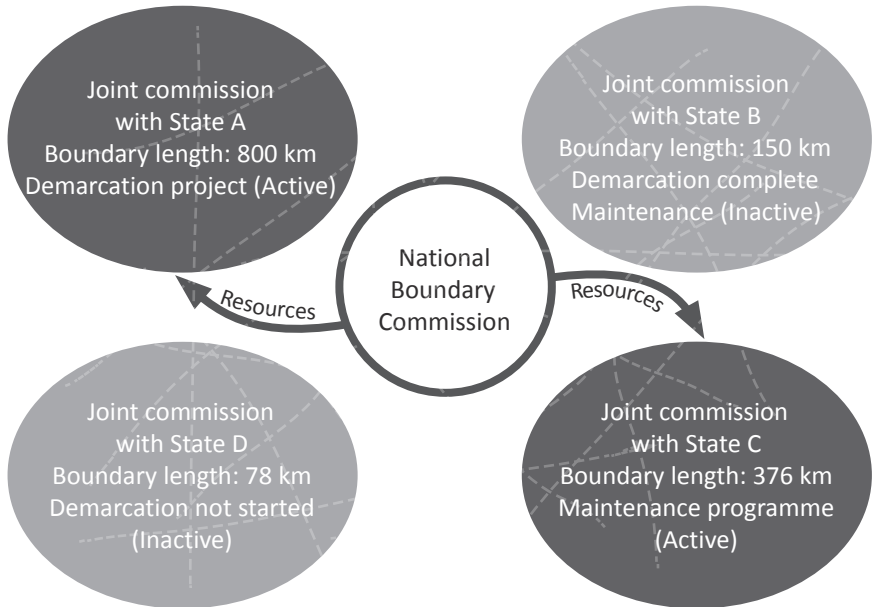 Joint commission
with State A
Boundary length: 800 km
Demarcation project (Active)
Joint commission
with State B
Boundary length: 150 km
Demarcation complete
Maintenance (Inactive)
National
Boundary
Commission
Resources
Resources
Joint commission
with State D
Boundary length: 78 km
Demarcation not started
(Inactive)
Joint commission
with State C
Boundary length: 376 km
Maintenance programme
(Active)